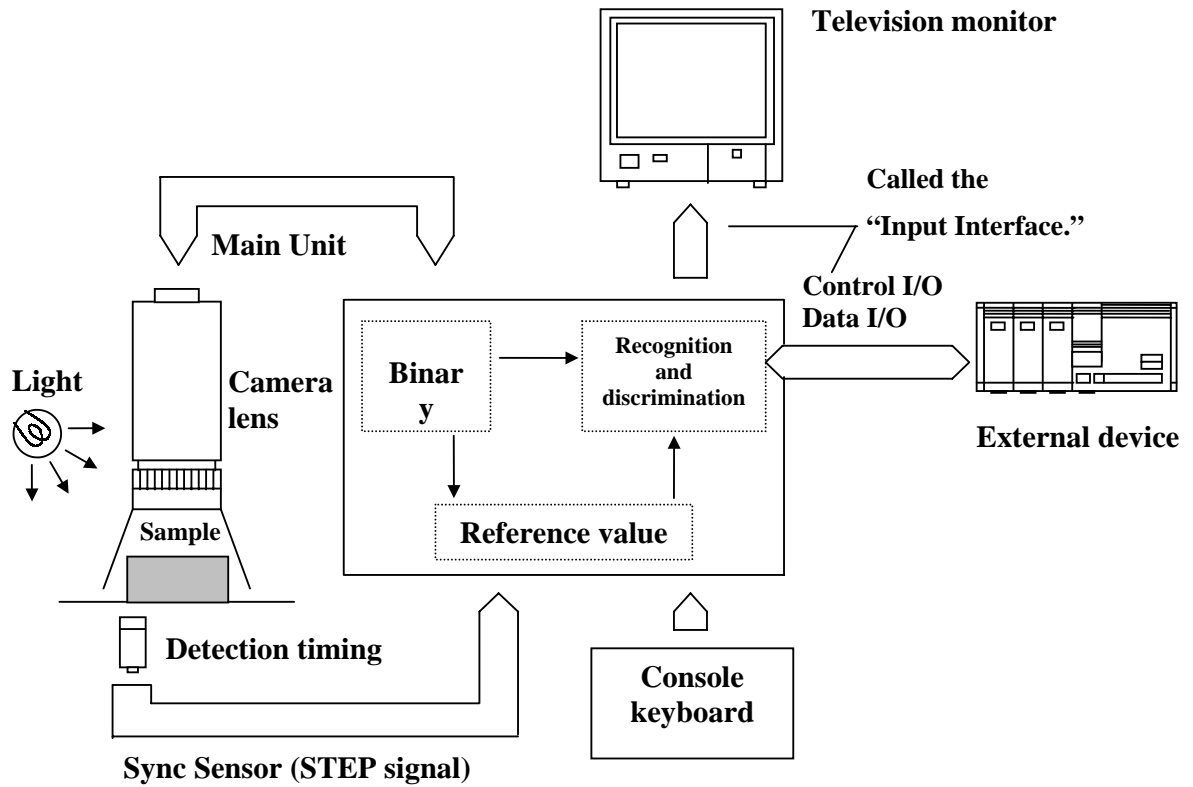 Television monitor
Called the
“Input Interface.”
Main Unit
Control I/O
Data I/O
Light
Camera
lens
Binar
y
Recognition
and
discrimination
External device
Sample
Reference value
Detection timing
Console
keyboard
Sync Sensor (STEP signal)